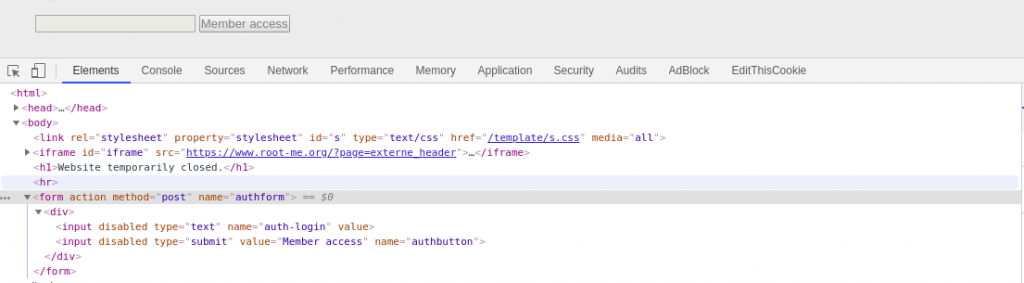 Member access
Elements Console Sources Network Performance Memory Application Security Audits AdBlock EditThisCookie
<html>
<head>…</head>
<body>
<link rel="stylesheet" property="stylesheet" id="s" type="text/css" href="/template/s.css" media="all">
<iframe id="iframe" src="https://www.root-me.org/?page=externe_header">…</iframe>
<h1>Website temporarily closed.</h1>
<hr>
<form action method="post" name="authform"> == $0
<div>
<input disabled type="text" name="auth-login" value>
<input disabled type="submit" value="Member access" name="authbutton">
</div>
</form>